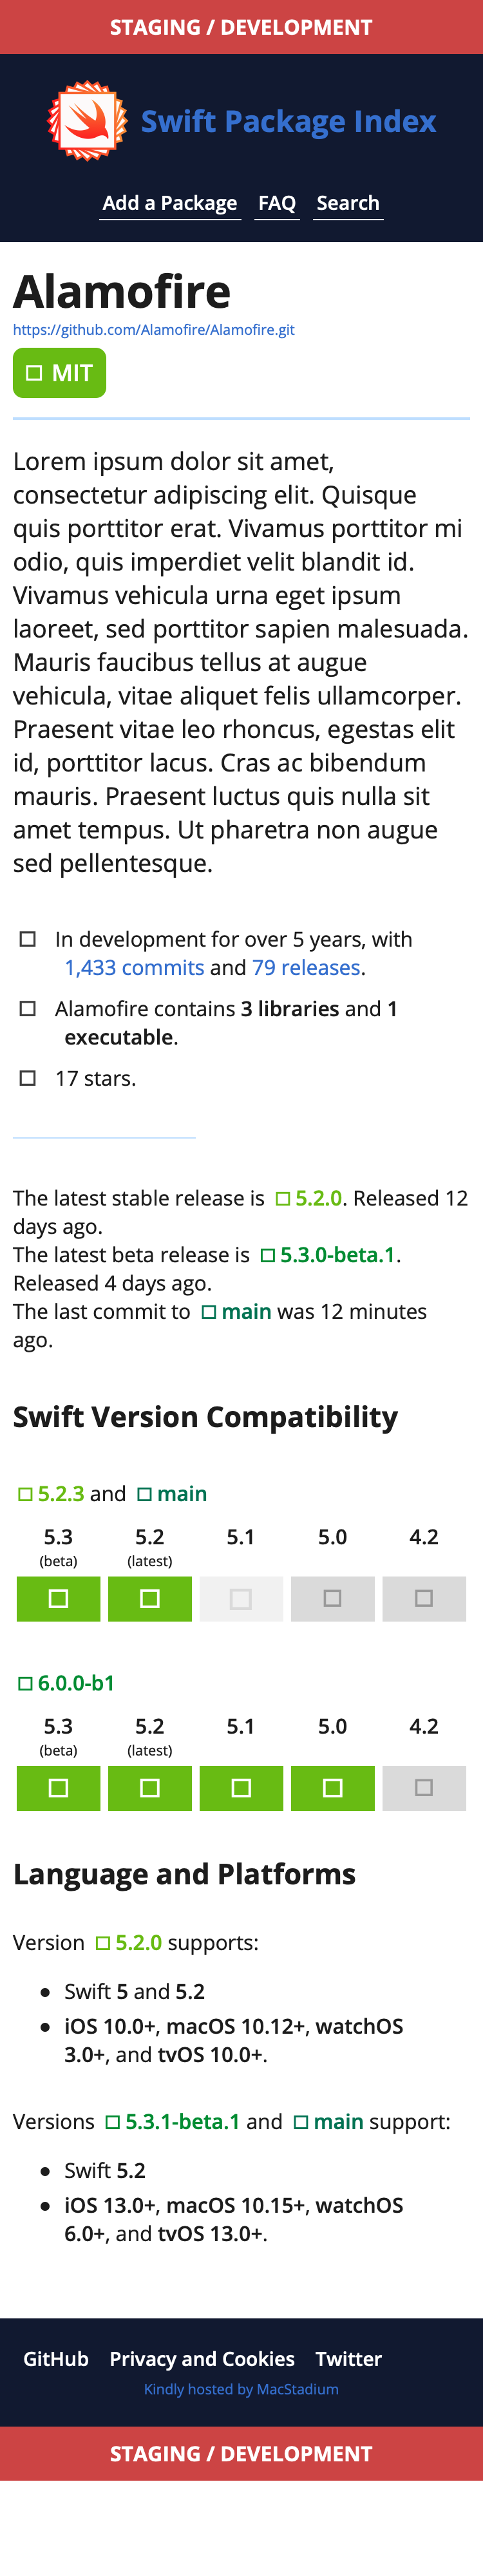 STAGING / DEVELOPMENT
Swift Package Index
Add a Package FAQ Search
Alamofire
https://github.com/Alamofire/Alamofire.git
MIT
Lorem ipsum dolor sit amet,
consectetur adipiscing elit. Quisque
quis porttitor erat. Vivamus porttitor mi
odio, quis imperdiet velit blandit id.
Vivamus vehicula urna eget ipsum
laoreet, sed porttitor sapien malesuada.
Mauris faucibus tellus at augue
vehicula, vitae aliquet felis ullamcorper.
Praesent vitae leo rhoncus, egestas elit
id, porttitor lacus. Cras ac bibendum
mauris. Praesent luctus quis nulla sit
amet tempus. Ut pharetra non augue
sed pellentesque.
In development for over 5 years, with
1,433 commits and 79 releases.
Alamofire contains 3 libraries and 1
executable.
17 stars.
The latest stable release is 5.2.0. Released 12
days ago.
The latest beta release is 5.3.0-beta.1.
Released 4 days ago.
The last commit to main was 12 minutes
ago.
Swift Version Compatibility
5.2.3 and main
5.3 5.2 5.1 5.0 4.2
(beta) (latest)
6.0.0-b1
5.3 5.2 5.1 5.0 4.2
(beta) (latest)
Language and Platforms
Version 5.2.0 supports:
Swift 5 and 5.2
iOS 10.0+, macOS 10.12+, watchOS
3.0+, and tvOS 10.0+.
Versions 5.3.1-beta.1 and main support:
Swift 5.2
iOS 13.0+, macOS 10.15+, watchOS
6.0+, and tvOS 13.0+.
GitHub Privacy and Cookies Twitter
Kindly hosted by MacStadium
STAGING / DEVELOPMENT